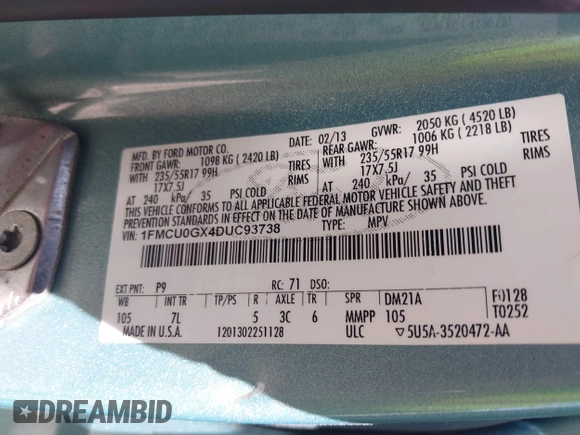 MFD. BY FORD MOTOR CO.
DATE: 02/13 GVWR: 2050 KG ( 4520 LB)
FRONT GAWR: 1098 KG ( 2420 LB) REAR GAWR: 1006 KG ( 2218 LB)
WITH 235/55R17 99H TIRES WITH 235/55R17 99H TIRES
17X7.5J RIMS 17X7.5J RIMS
AT 240 kPa/ 35 PSI COLD AT 240 kPa/ 35 PSI COLD
THIS VEHICLE CONFORMS TO ALL APPLICABLE FEDERAL MOTOR VEHICLE SAFETY AND THEFT
PREVENTION STANDARDS IN EFFECT ON THE DATE OF MANUFACTURE SHOWN ABOVE.
VIN: 1FMCU0GX4DUC93738 TYPE: MPV
EXT PNT: P9 RC: 71 DSO:
WB INT TR TP/PS R AXLE TR SPR DM21A F0128
105 7L 5 3C 6 MMPP 105 T0252
MADE IN U.S.A. 1201302251128 ULC ▽5U5A-3520472-AA
DREAMBID